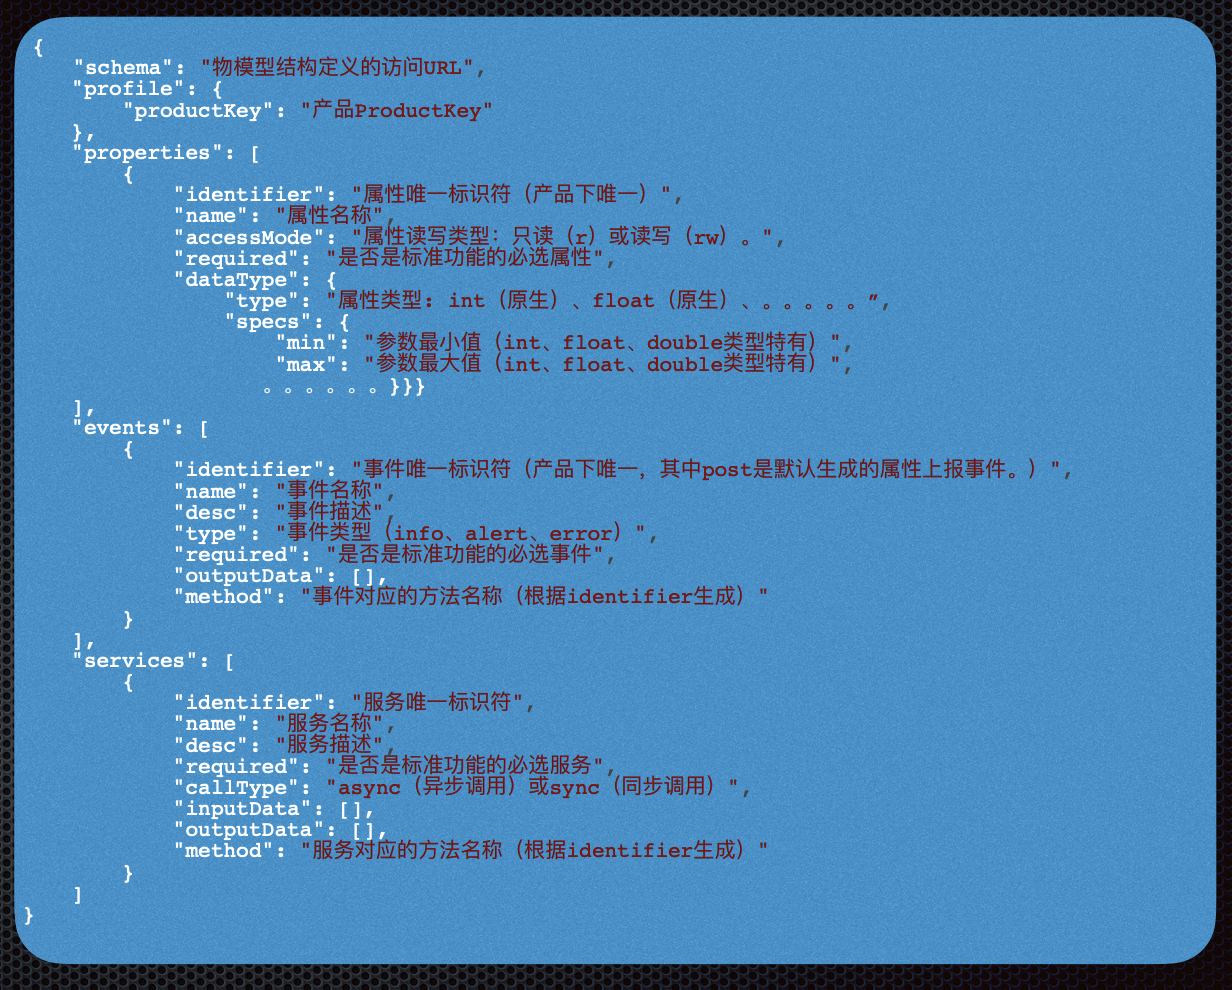 {
"schema": "物模型结构定义的访问URL",
"profile": {
"productKey": "产品ProductKey"
},
"properties": [
{
"identifier": "属性唯一标识符（产品下唯一）",
"name": "属性名称",
"accessMode": "属性读写类型：只读（r）或读写（rw）。",
"required": "是否是标准功能的必选属性",
"dataType": {
"type": "属性类型: int（原生）、float（原生）、。。。。。”,
"specs": {
"min": "参数最小值（int、float、double类型特有）",
"max": "参数最大值（int、float、double类型特有）",
。。。。。。}}}
],
"events": [
{
"identifier": "事件唯一标识符（产品下唯一，其中post是默认生成的属性上报事件。）",
"name": "事件名称",
"desc": "事件描述",
"type": "事件类型（info、alert、error）",
"required": "是否是标准功能的必选事件",
"outputData": [],
"method": "事件对应的方法名称（根据identifier生成）"
}
],
"services": [
{
"identifier": "服务唯一标识符",
"name": "服务名称",
"desc": "服务描述",
"required": "是否是标准功能的必选服务",
"callType": "async（异步调用）或sync（同步调用）",
"inputData": [],
"outputData": [],
"method": "服务对应的方法名称（根据identifier生成）"
}
]
}